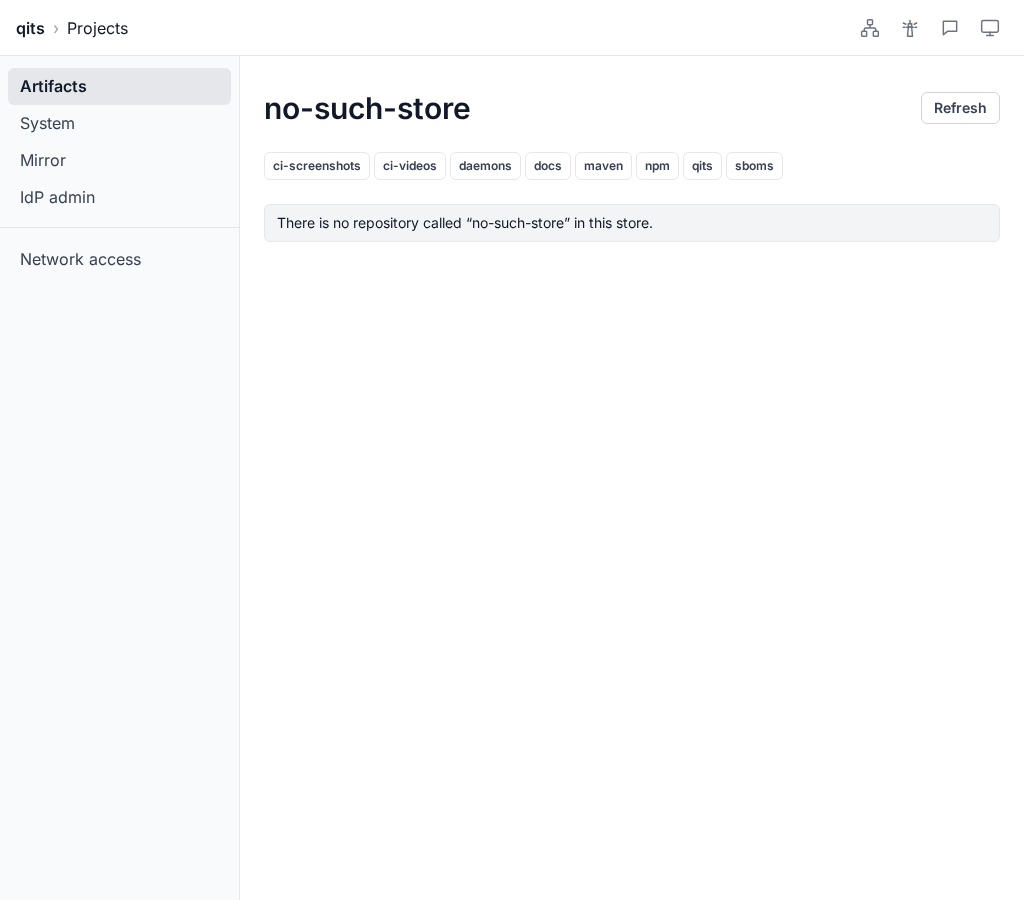 qits › Projects
Artifacts
System
Mirror
IdP admin
Network access
no-such-store
Refresh
ci-screenshots ci-videos daemons docs maven npm qits sboms
There is no repository called “no-such-store” in this store.